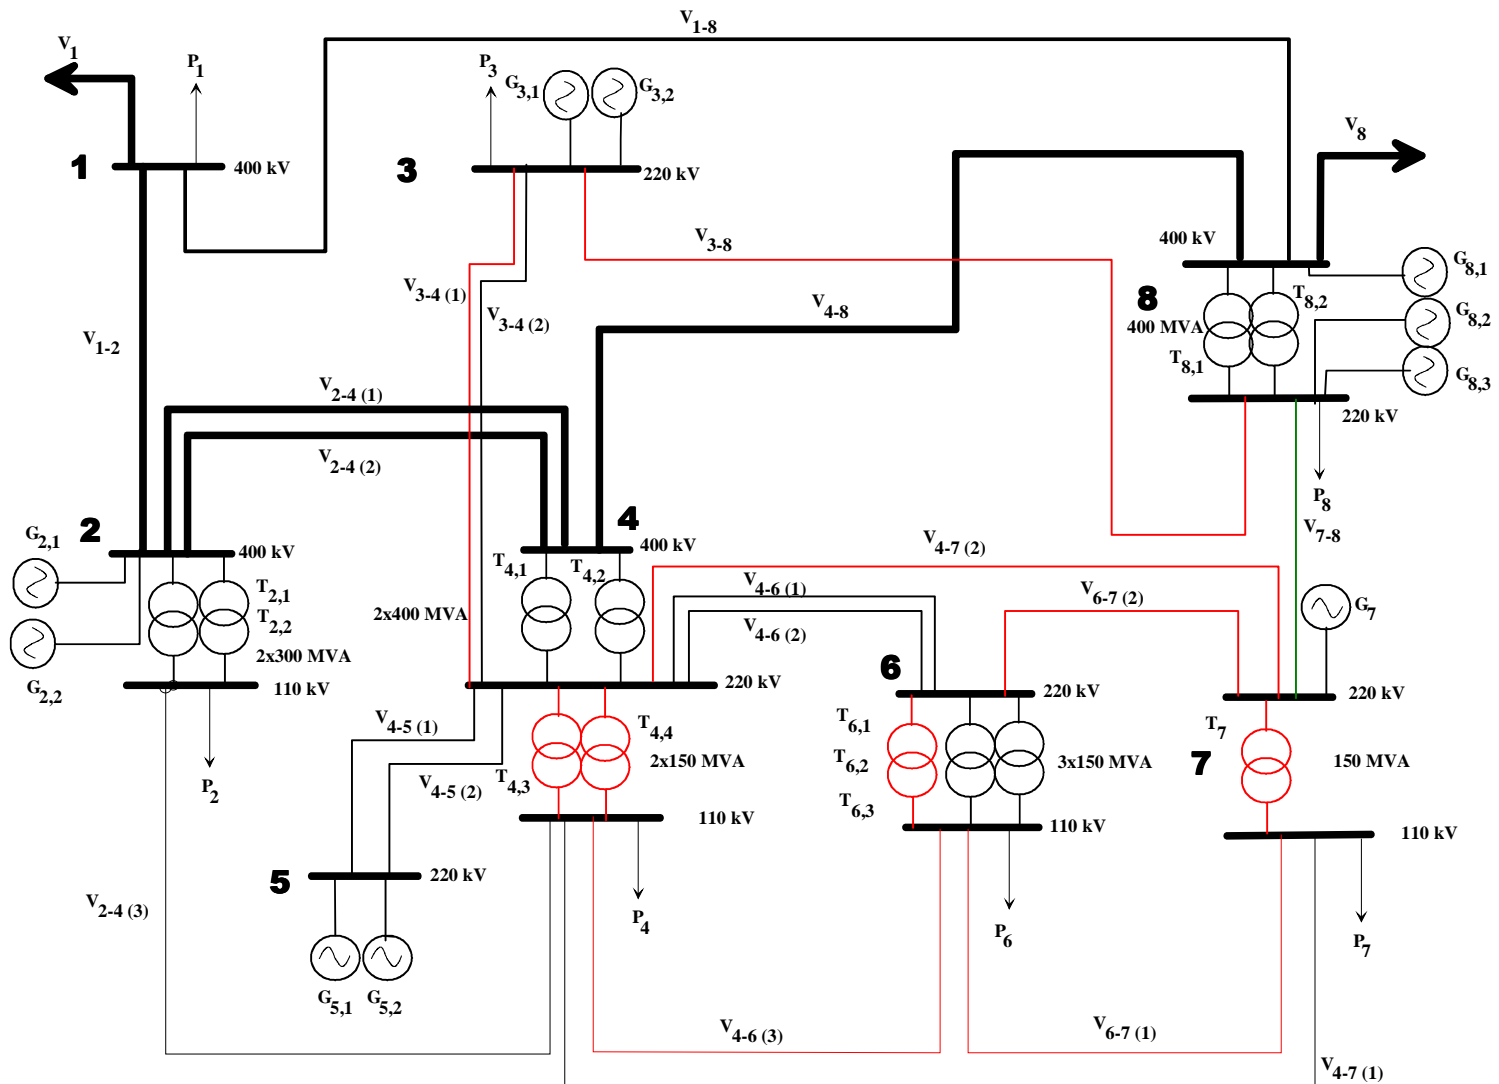 V1-8
V1
P1
P3
G3,1
G3,2
V8
1
400 kV
3
220 kV
V3-8
400 kV
G8,1
V3-4 (1)
V3-4 (2)
V4-8
8
T8,2
400 MVA
G8,2
V1-2
T8,1
G8,3
V2-4 (1)
220 kV
V2-4 (2)
P8
2
4
V7-8
G2,1
400 kV
400 kV
V4-7 (2)
T4,1
T4,2
T2,1
V4-6 (1)
V6-7 (2)
G7
T2,2
2x400 MVA
V4-6 (2)
2x300 MVA
6
G2,2
110 kV
220 kV
220 kV
220 kV
V4-5 (1)
T4,4
T6,1
T7
2x150 MVA
T6,2
3x150 MVA
7
150 MVA
P2
V4-5 (2)
T4,3
T6,3
110 kV
110 kV
110 kV
5
220 kV
V2-4 (3)
P4
P6
P7
G5,1
G5,2
V4-6 (3)
V6-7 (1)
V4-7 (1)